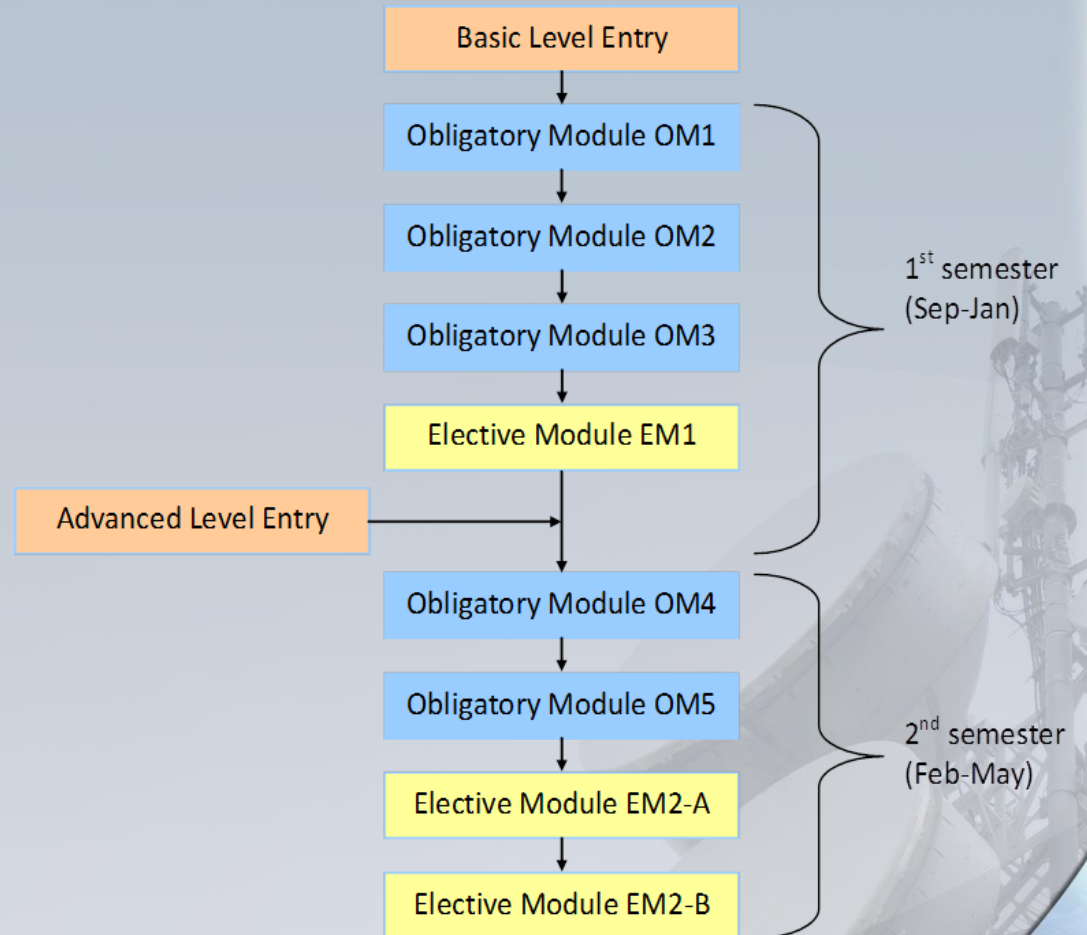 Basic Level Entry
Obligatory Module OM1
Obligatory Module OM2
Obligatory Module OM3
Elective Module EM1
1st semester
(Sep-Jan)
Advanced Level Entry
Obligatory Module OM4
Obligatory Module OM5
Elective Module EM2-A
Elective Module EM2-B
2nd semester
(Feb-May)